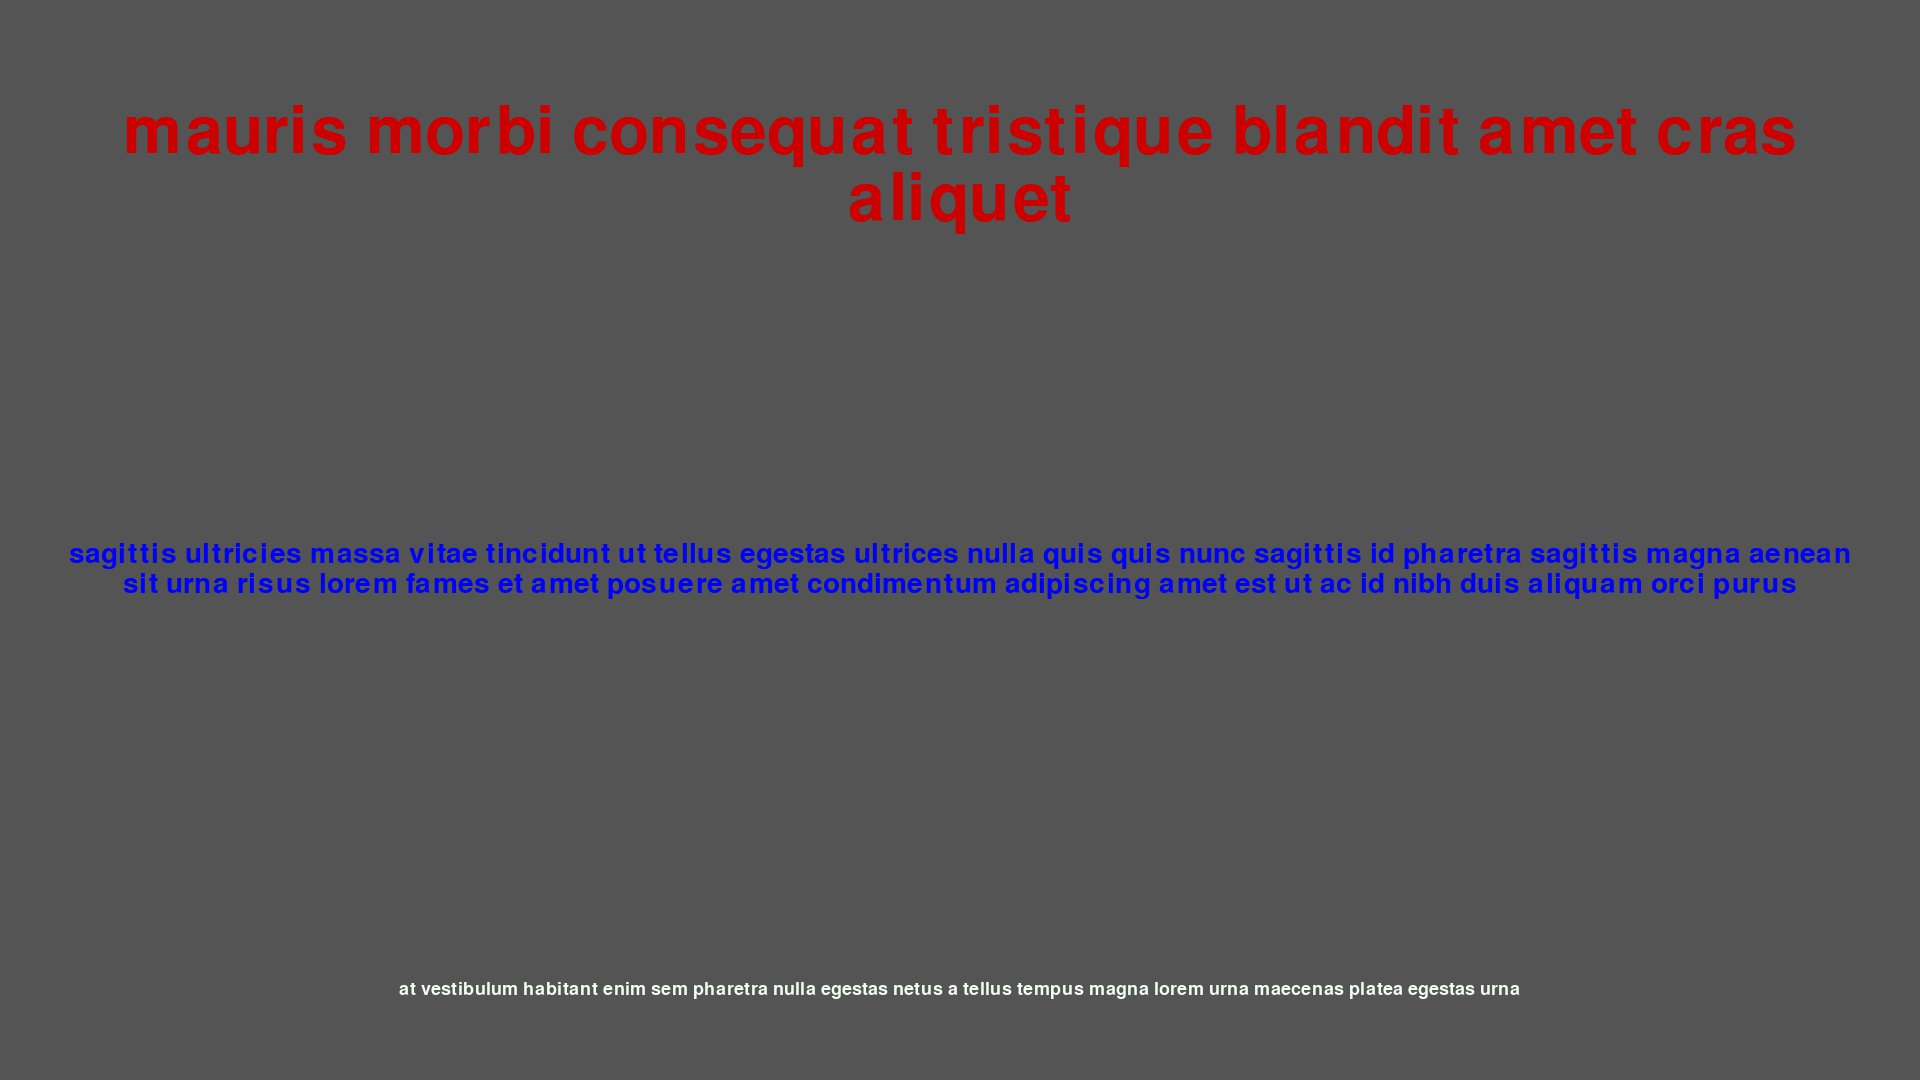 mauris morbi consequat tristique blandit amet cras
aliquet
sagittis ultricies massa vitae tincidunt ut tellus egestas ultrices nulla quis quis nunc sagittis id pharetra sagittis magna aenean
sit urna risus lorem fames et amet posuere amet condimentum adipiscing amet est ut ac id nibh duis aliquam orci purus
at vestibulum habitant enim sem pharetra nulla egestas netus a tellus tempus magna lorem urna maecenas platea egestas urna